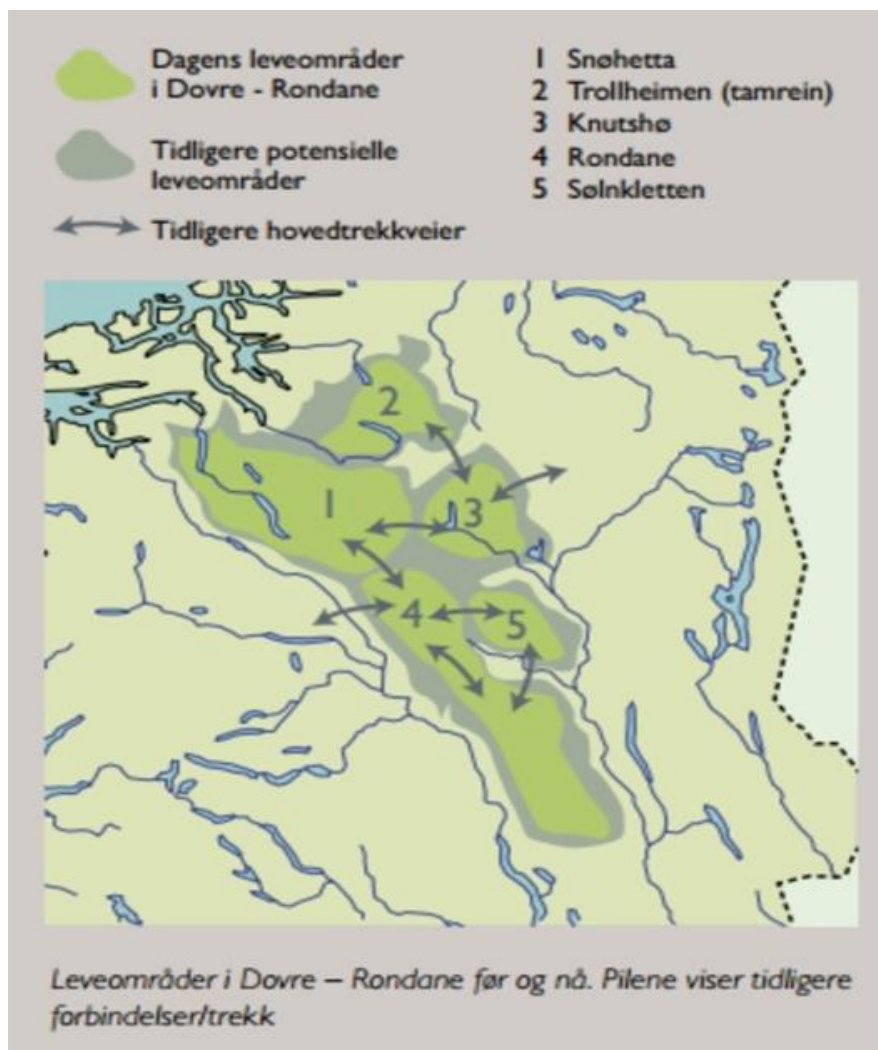 Dagens leveområder
i Dovre - Rondane
Tidligere potensielle
leveområder
Tidligere hovedtrekkveier
1 Snøhetta
2 Trollheimen (tamrein)
3 Knutshø
4 Rondane
5 Sølnkletten
2
1
3
4
5
Leveområder i Dovre – Rondane før og nå. Pilene viser tidligere
forbindelser/trekk